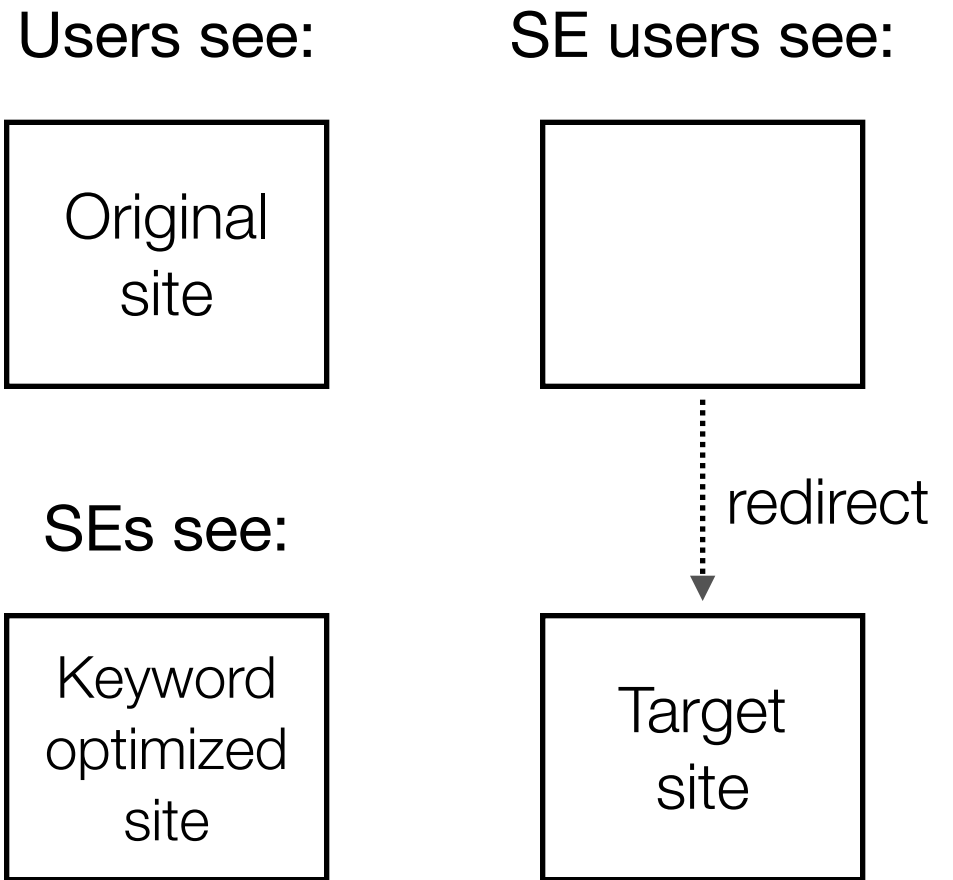 Users see:
Original
site
SEs see:
Keyword
optimized
site
SE users see:
redirect
Target
site